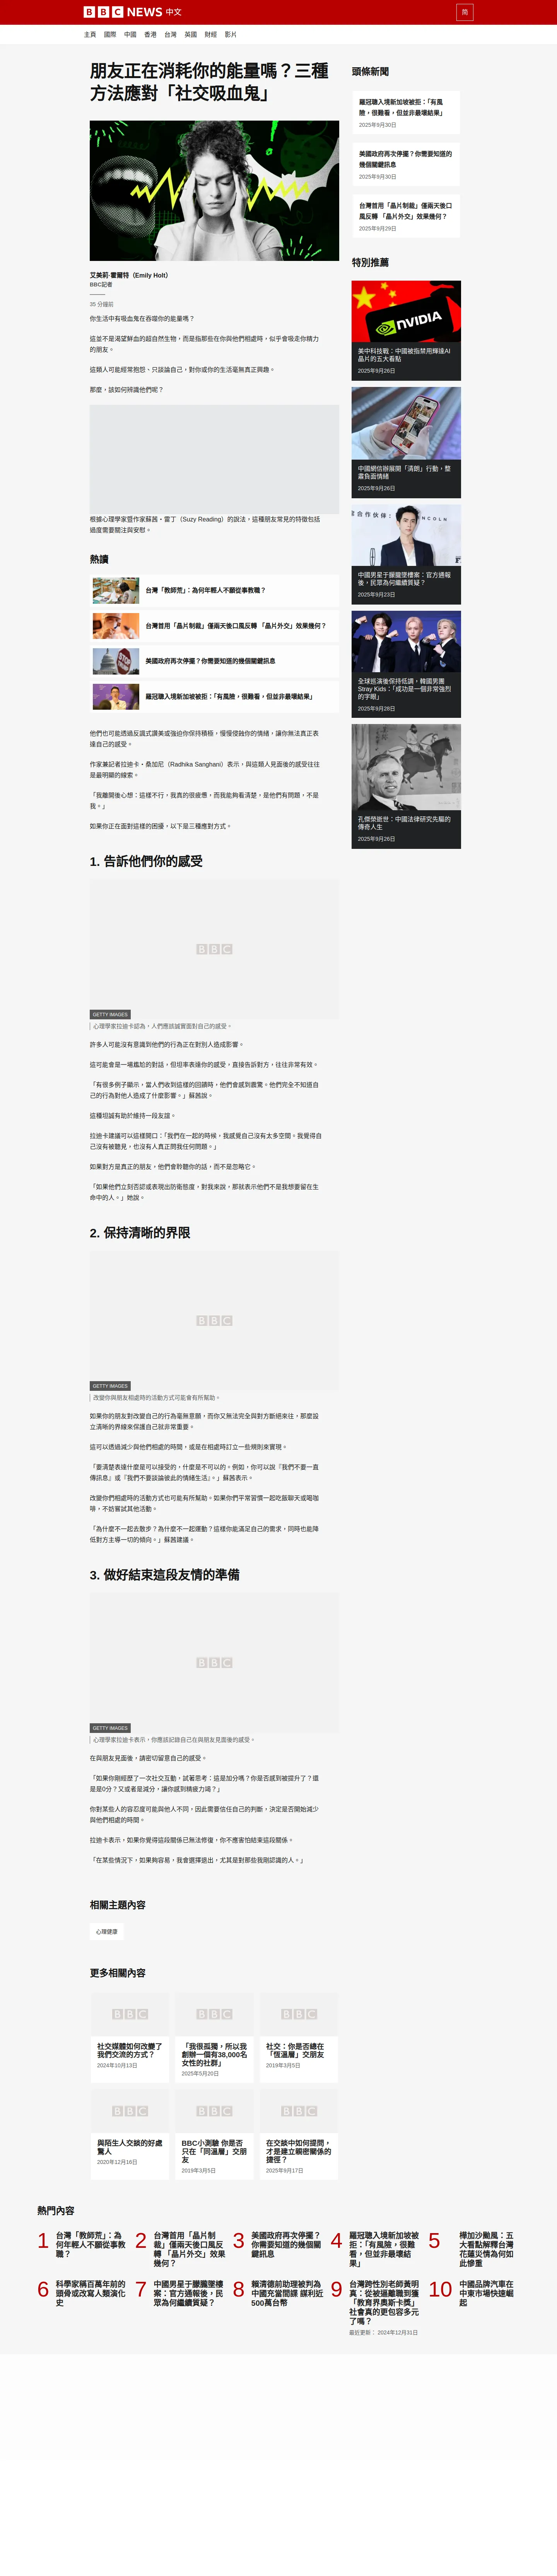 BBC NEWS 中文
简
主頁 國際 中國 香港 台灣 英國 財經 影片
朋友正在消耗你的能量嗎？三種
方法應對「社交吸血鬼」
艾美莉·霍爾特（Emily Holt）
BBC記者
35 分鐘前
你生活中有吸血鬼在吞噬你的能量嗎？
這並不是渴望鮮血的超自然生物，而是指那些在你與他們相處時，似乎會吸走你精力
的朋友。
這類人可能經常抱怨、只談論自己，對你或你的生活毫無真正興趣。
那麼，該如何辨識他們呢？
根據心理學家暨作家蘇茜・雷丁（Suzy Reading）的說法，這種朋友常見的特徵包括
過度需要關注與安慰。
熱讀
台灣「教師荒」：為何年輕人不願從事教職？
台灣首用「晶片制裁」僅兩天後口風反轉 「晶片外交」效果幾何？
美國政府再次停擺？你需要知道的幾個關鍵訊息
羅冠聰入境新加坡被拒：「有風險，很難看，但並非最壞結果」
他們也可能透過反諷式讚美或強迫你保持積極，慢慢侵蝕你的情緒，讓你無法真正表
達自己的感受。
作家兼記者拉迪卡・桑加尼（Radhika Sanghani）表示，與這類人見面後的感受往往
是最明顯的線索。
「我離開後心想：這樣不行，我真的很疲憊，而我能夠看清楚，是他們有問題，不是
我。」
如果你正在面對這樣的困擾，以下是三種應對方式。
1. 告訴他們你的感受
BBC
GETTY IMAGES
心理學家拉迪卡認為，人們應該誠實面對自己的感受。
許多人可能沒有意識到他們的行為正在對別人造成影響。
這可能會是一場尷尬的對話，但坦率表達你的感受，直接告訴對方，往往非常有效。
「有很多例子顯示，當人們收到這樣的回饋時，他們會感到震驚。他們完全不知道自
己的行為對他人造成了什麼影響。」蘇茜說。
這種坦誠有助於維持一段友誼。
拉迪卡建議可以這樣開口：「我們在一起的時候，我感覺自己沒有太多空間。我覺得自
己沒有被聽見，也沒有人真正問我任何問題。」
如果對方是真正的朋友，他們會聆聽你的話，而不是忽略它。
「如果他們立刻否認或表現出防衛態度，對我來說，那就表示他們不是我想要留在生
命中的人。」她說。
2. 保持清晰的界限
BBC
GETTY IMAGES
改變你與朋友相處時的活動方式可能會有所幫助。
如果你的朋友對改變自己的行為毫無意願，而你又無法完全與對方斷絕來往，那麼設
立清晰的界線來保護自己就非常重要。
這可以透過減少與他們相處的時間，或是在相處時訂立一些規則來實現。
「要清楚表達什麼是可以接受的，什麼是不可以的。例如，你可以說『我們不要一直
傳訊息』或『我們不要談論彼此的情緒生活』。」蘇茜表示。
改變你們相處時的活動方式也可能有所幫助。如果你們平常習慣一起吃飯聊天或喝咖
啡，不妨嘗試其他活動。
「為什麼不一起去散步？為什麼不一起運動？這樣你能滿足自己的需求，同時也能降
低對方主導一切的傾向。」蘇茜建議。
3. 做好結束這段友情的準備
BBC
GETTY IMAGES
心理學家拉迪卡表示，你應該記錄自己在與朋友見面後的感受。
在與朋友見面後，請密切留意自己的感受。
「如果你剛經歷了一次社交互動，試著思考：這是加分嗎？你是否感到被提升了？還
是是0分？又或者是減分，讓你感到精疲力竭？」
你對某些人的容忍度可能與他人不同，因此需要信任自己的判斷，決定是否開始減少
與他們相處的時間。
拉迪卡表示，如果你覺得這段關係已無法修復，你不應害怕結束這段關係。
「在某些情況下，如果夠容易，我會選擇退出，尤其是對那些我剛認識的人。」
相關主題內容
心理健康
更多相關內容
BBC BBC BBC
社交媒體如何改變了
我們交流的方式？
2024年10月13日
「我很孤獨，所以我
創辦一個有38,000名
女性的社群」
2025年5月20日
社交：你是否總在
「恆溫層」交朋友
2019年3月5日
BBC BBC BBC
與陌生人交談的好處
驚人
2020年12月16日
BBC小測驗 你是否
只在「同溫層」交朋
友
2019年3月5日
在交談中如何提問，
才是建立親密關係的
捷徑？
2025年9月17日
頭條新聞
羅冠聰入境新加坡被拒：「有風
險，很難看，但並非最壞結果」
2025年9月30日
美國政府再次停擺？你需要知道的
幾個關鍵訊息
2025年9月30日
台灣首用「晶片制裁」僅兩天後口
風反轉 「晶片外交」效果幾何？
2025年9月29日
特別推薦
NVIDIA
美中科技戰：中國被指禁用輝達AI
晶片的五大看點
2025年9月26日
中國網信辦展開「清朗」行動，整
肅負面情緒
2025年9月26日
中國男星于朦朧墜樓案：官方通報
後，民眾為何繼續質疑？
2025年9月23日
全球巡演後保持低調，韓國男團
Stray Kids：「成功是一個非常強烈
的字眼」
2025年9月28日
孔傑榮逝世：中國法律研究先驅的
傳奇人生
2025年9月26日
熱門內容
1 台灣「教師荒」：為
何年輕人不願從事教
職？
2 台灣首用「晶片制
裁」僅兩天後口風反
轉 「晶片外交」效果
幾何？
3 美國政府再次停擺？
你需要知道的幾個關
鍵訊息
4 羅冠聰入境新加坡被
拒：「有風險，很難
看，但並非最壞結
果」
5 樺加沙颱風：五
大看點解釋台灣
花蓮災情為何如
此慘重
6 科學家稱百萬年前的
頭骨或改寫人類演化
史
7 中國男星于朦朧墜樓
案：官方通報後，民
眾為何繼續質疑？
8 賴清德前助理被判為
中國充當間諜 謀利近
500萬台幣
9 台灣跨性別老師黃明
真：從被逼離職到獲
「教育界奧斯卡獎」
社會真的更包容多元
了嗎？
最近更新： 2024年12月31日
10 中國品牌汽車在
中東市場快速崛
起